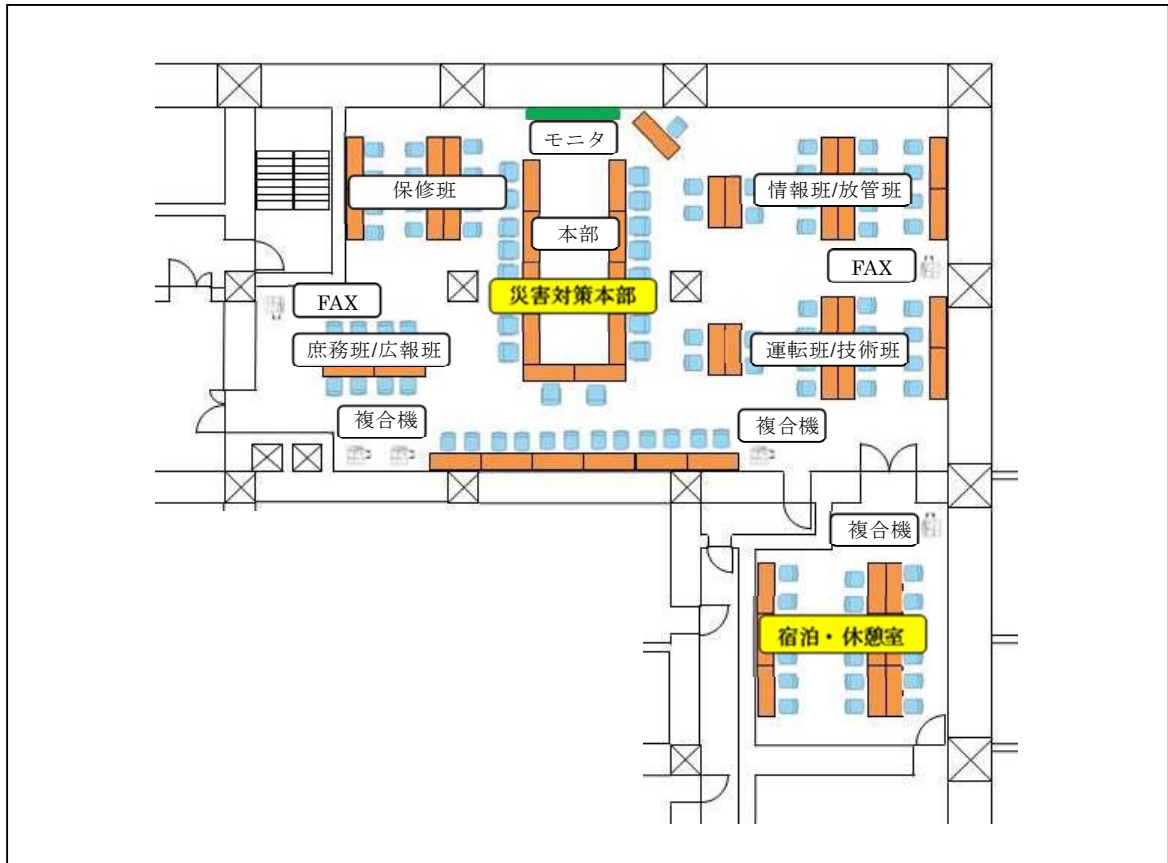 モニタ
保修班
情報班/放管班
本部
FAX
災害対策本部
FAX
庶務班/広報班
運転班/技術班
複合機
複合機
複合機
宿泊・休憩室